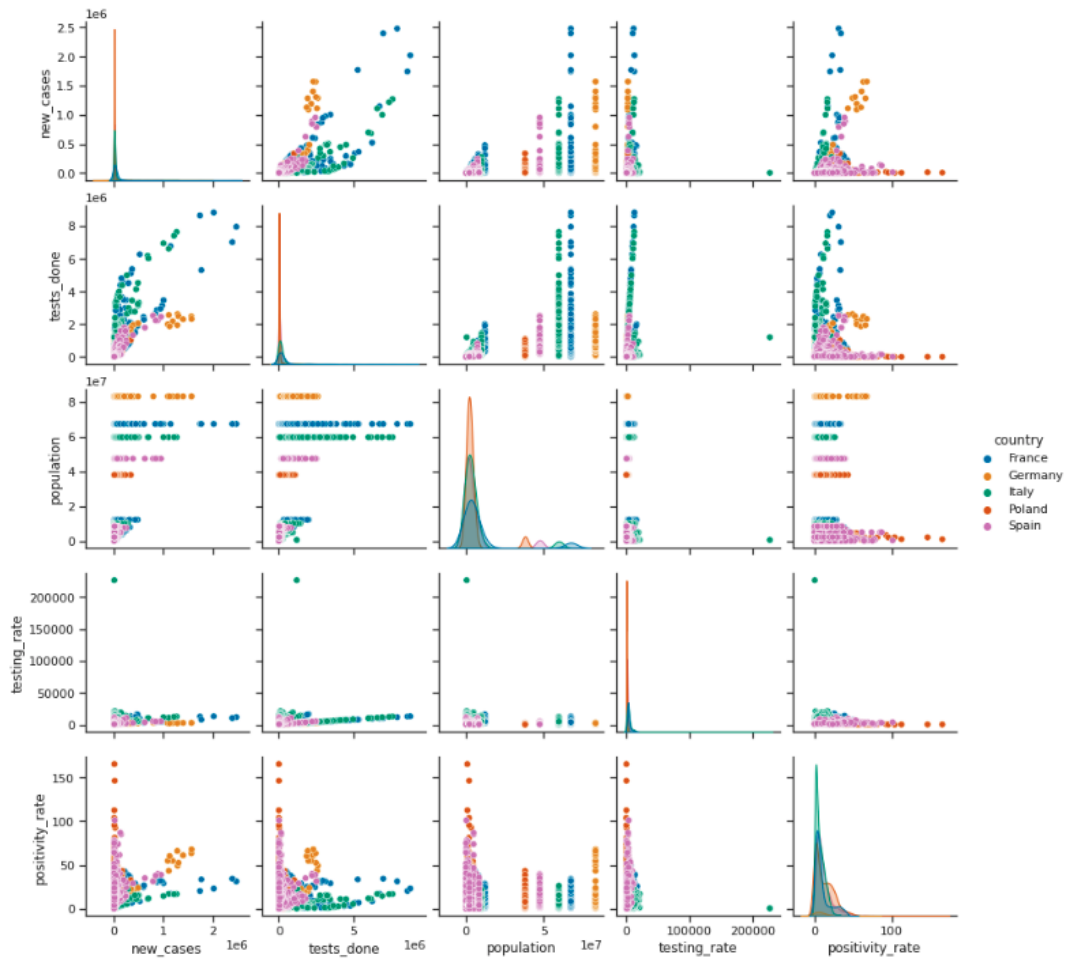 1e6
2.5
2.0
1.5
1.0
0.5
0.0
new_cases
1e6
8
6
4
2
0
tests_done
1e7
8
6
4
2
0
population
200000
150000
100000
50000
0
testing_rate
150
100
50
0
positivity_rate
country
France
Germany
Italy
Poland
Spain
0 1 2 1e6
new_cases
0 5 1e6
tests_done
0 5 1e7
population
0 100000 200000
testing_rate
0 100
positivity_rate